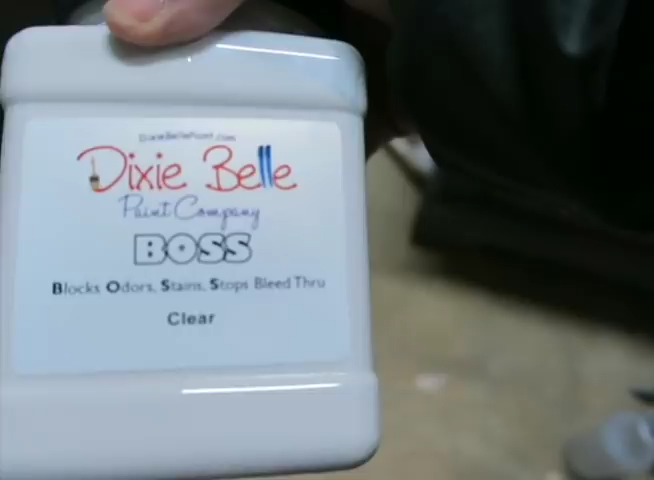 DixieBellePaint.com
Dixie Belle
Paint Company
BOSS
Blocks Odors, Stains, Stops Bleed Thru
Clear